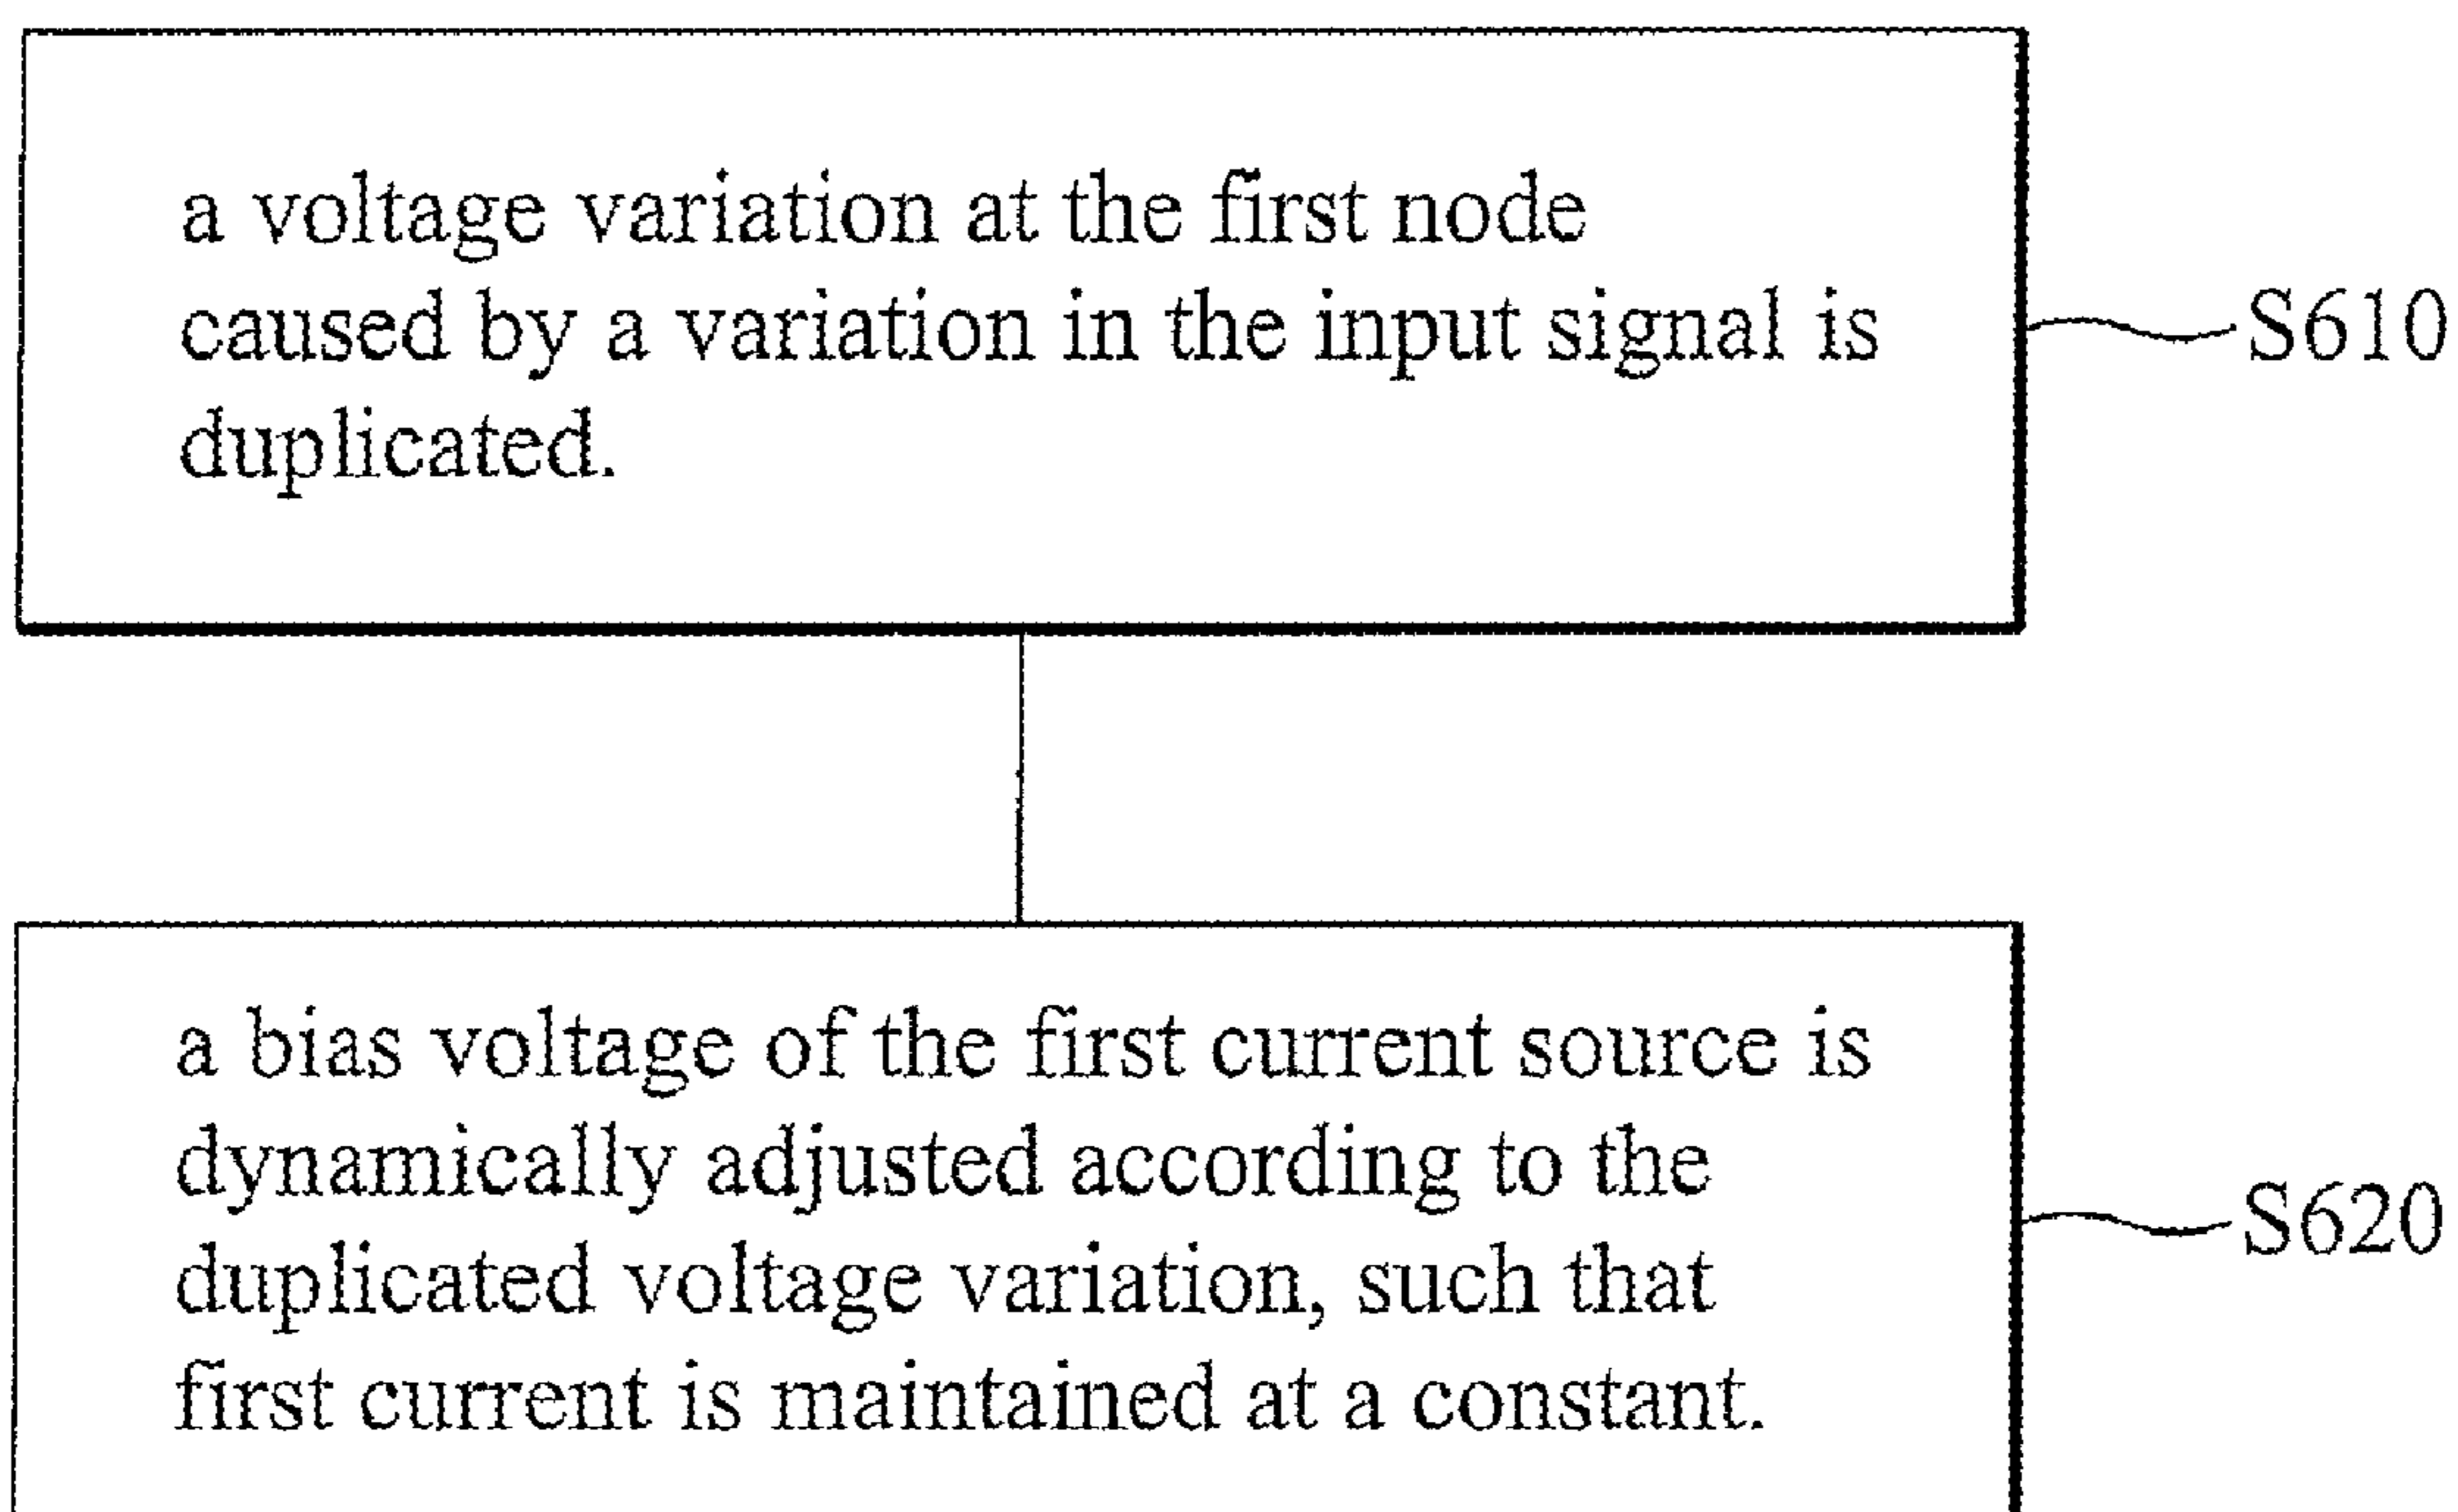 a voltage variation at the first node
caused by a variation in the input signal is
duplicated.
S610
a bias voltage of the first current source is
dynamically adjusted according to the
duplicated voltage variation, such that
first current is maintained at a constant.
S620